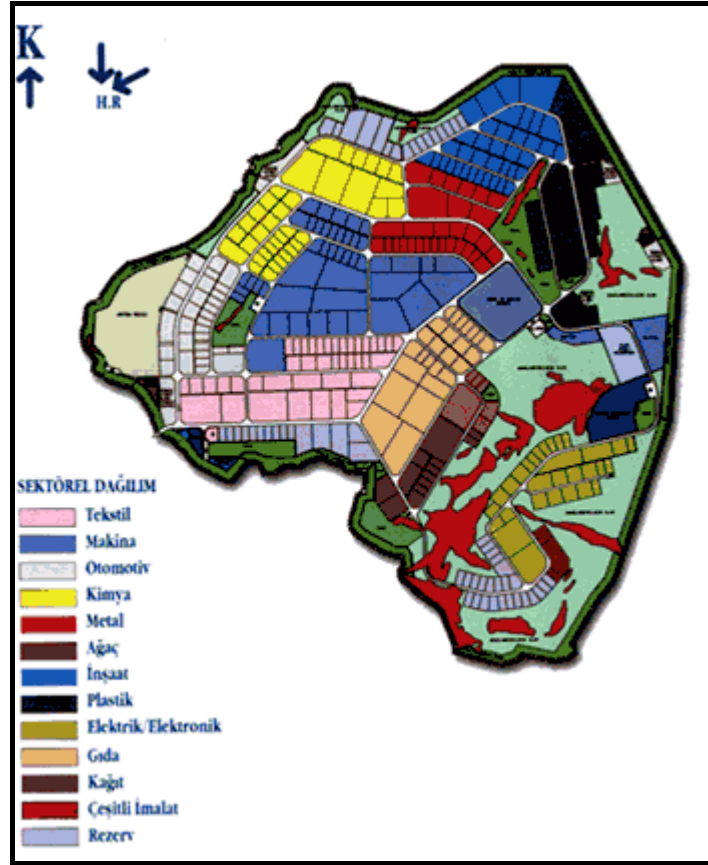 K
H.R
SEKTÖREL DAĞILIM
Tekstil
Makina
Otomotiv
Kimya
Metal
Ağaç
İnşaat
Plastik
Elektrik/Elektronik
Gıda
Kağıt
Çeşitli İmalat
Rezerv